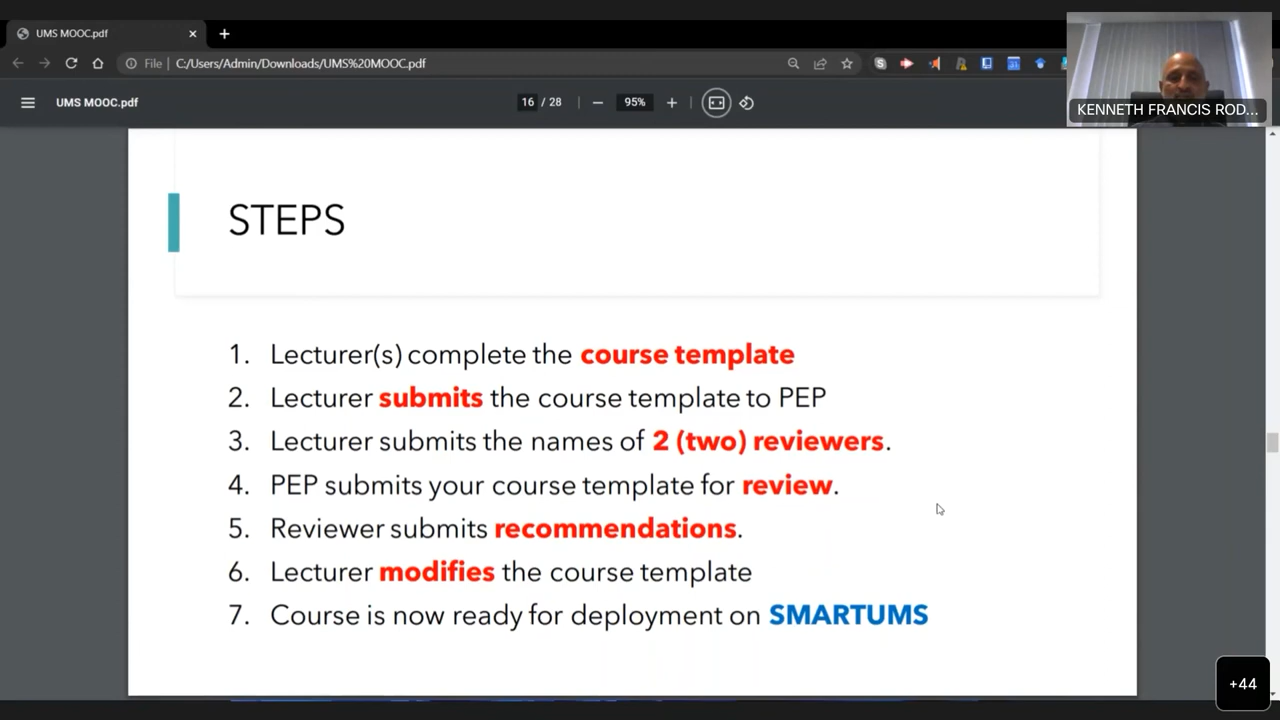 UMS MOOC.pdf
File C:/Users/Admin/Downloads/UMS%20MOOC.pdf
UMS MOOC.pdf 16 / 28 95%
KENNETH FRANCIS ROD...
STEPS
1. Lecturer(s) complete the course template
2. Lecturer submits the course template to PEP
3. Lecturer submits the names of 2 (two) reviewers.
4. PEP submits your course template for review.
5. Reviewer submits recommendations.
6. Lecturer modifies the course template
7. Course is now ready for deployment on SMARTUMS
+44